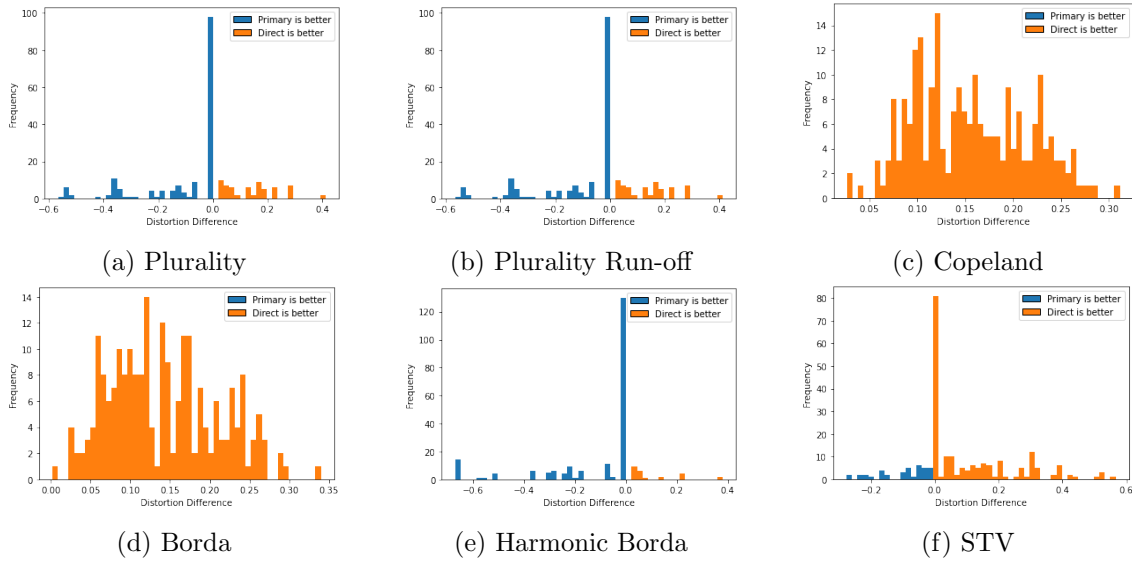 100
80
60
40
20
0
Frequency
Primary is better
Direct is better
−0.6 −0.4 −0.2 0.0 0.2 0.4
Distortion Difference
(a) Plurality
100
80
60
40
20
0
Frequency
Primary is better
Direct is better
−0.6 −0.4 −0.2 0.0 0.2 0.4
Distortion Difference
(b) Plurality Run-off
14
12
10
8
6
4
2
0
Frequency
Primary is better
Direct is better
0.05 0.10 0.15 0.20 0.25 0.30
Distortion Difference
(c) Copeland
14
12
10
8
6
4
2
0
Frequency
Primary is better
Direct is better
0.00 0.05 0.10 0.15 0.20 0.25 0.30 0.35
Distortion Difference
(d) Borda
120
100
80
60
40
20
0
Frequency
Primary is better
Direct is better
−0.6 −0.4 −0.2 0.0 0.2 0.4
Distortion Difference
(e) Harmonic Borda
80
70
60
50
40
30
20
10
0
Frequency
Primary is better
Direct is better
−0.2 0.0 0.2 0.4 0.6
Distortion Difference
(f) STV